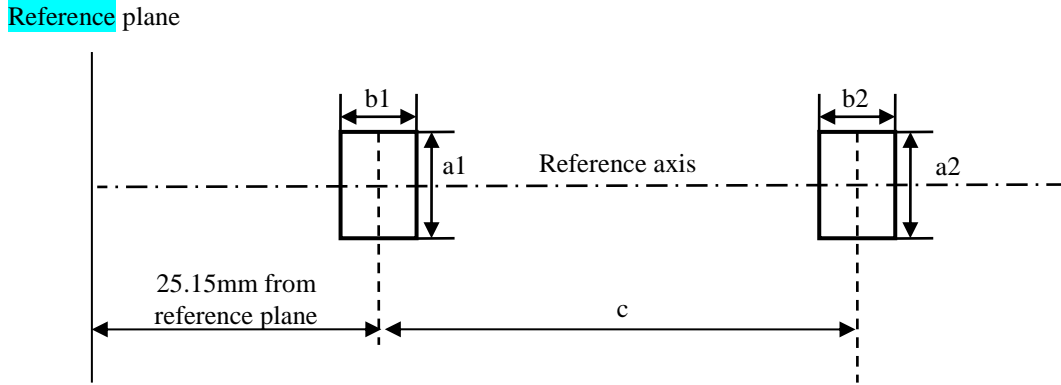 Reference plane
b1
b2
a1
Reference axis
a2
25.15mm from
reference plane
c